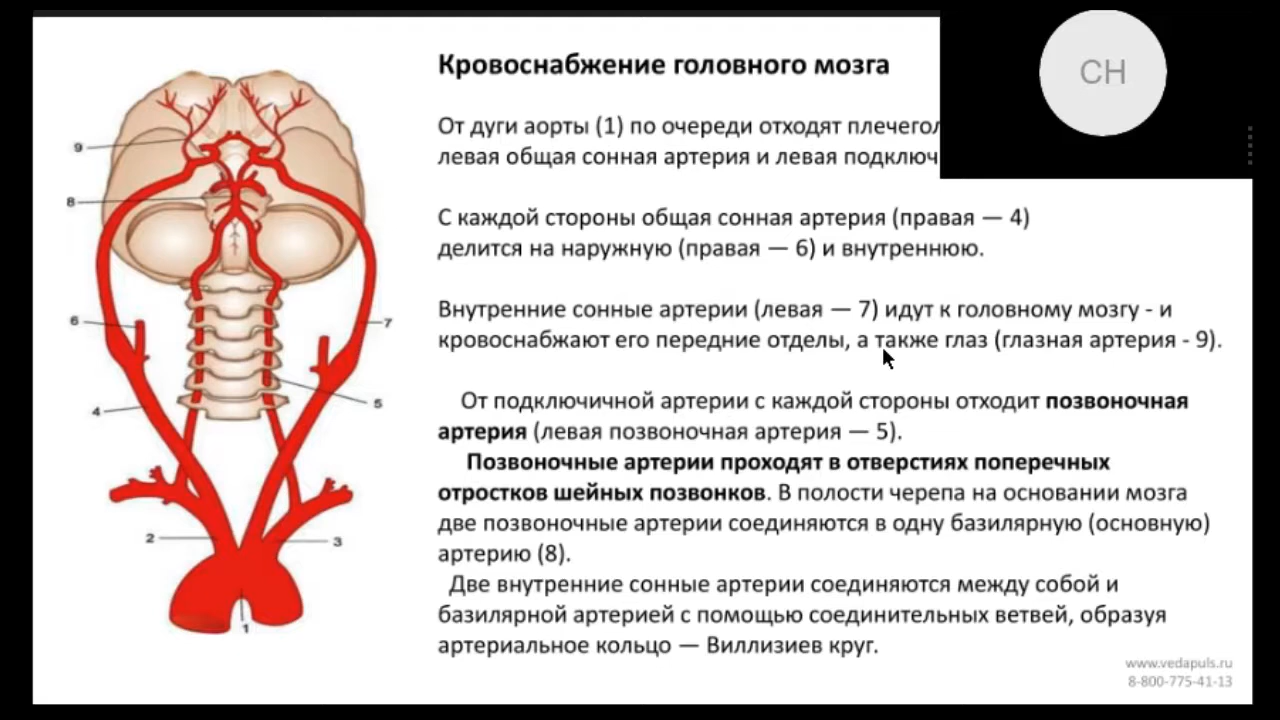 Кровоснабжение головного мозга
CH
От дуги аорты (1) по очереди отходят
левая общая сонная артерия и левая
С каждой стороны общая сонная артерия (правая — 4)
делится на наружную (правая — 6) и внутреннюю.
Внутренние сонные артерии (левая — 7) идут к головному мозгу - и
кровоснабжают его передние отделы, а также глаз (глазная артерия - 9).
От подключичной артерии с каждой стороны отходит позвоночная
артерия (левая позвоночная артерия — 5).
Позвоночные артерии проходят в отверстиях поперечных
отростков шейных позвонков. В полости черепа на основании мозга
две позвоночные артерии соединяются в одну базилярную (основную)
артерию (8).
Две внутренние сонные артерии соединяются между собой и
базилярной артерией с помощью соединительных ветвей, образуя
артериальное кольцо — Виллизиев круг.
9
8
6
7
4
5
2
3
1
www.vedapuls.ru
8-800-775-41-13